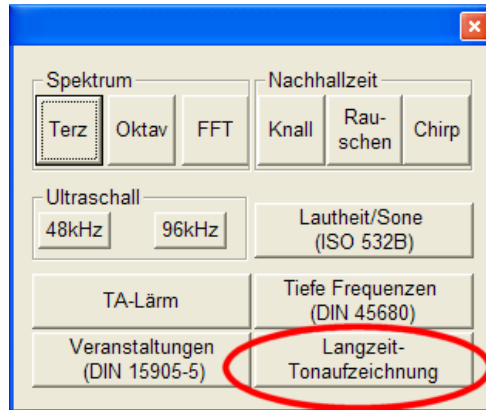 Spektrum
Terz
Oktav
FFT
Nachhallzeit
Knall
Rau-
schen
Chirp
Ultraschall
48kHz
96kHz
Lautheit/Sone
(ISO 532B)
TA-Lärm
Tiefe Frequenzen
(DIN 45680)
Veranstaltungen
(DIN 15905-5)
Langzeit-
Tonaufzeichnung